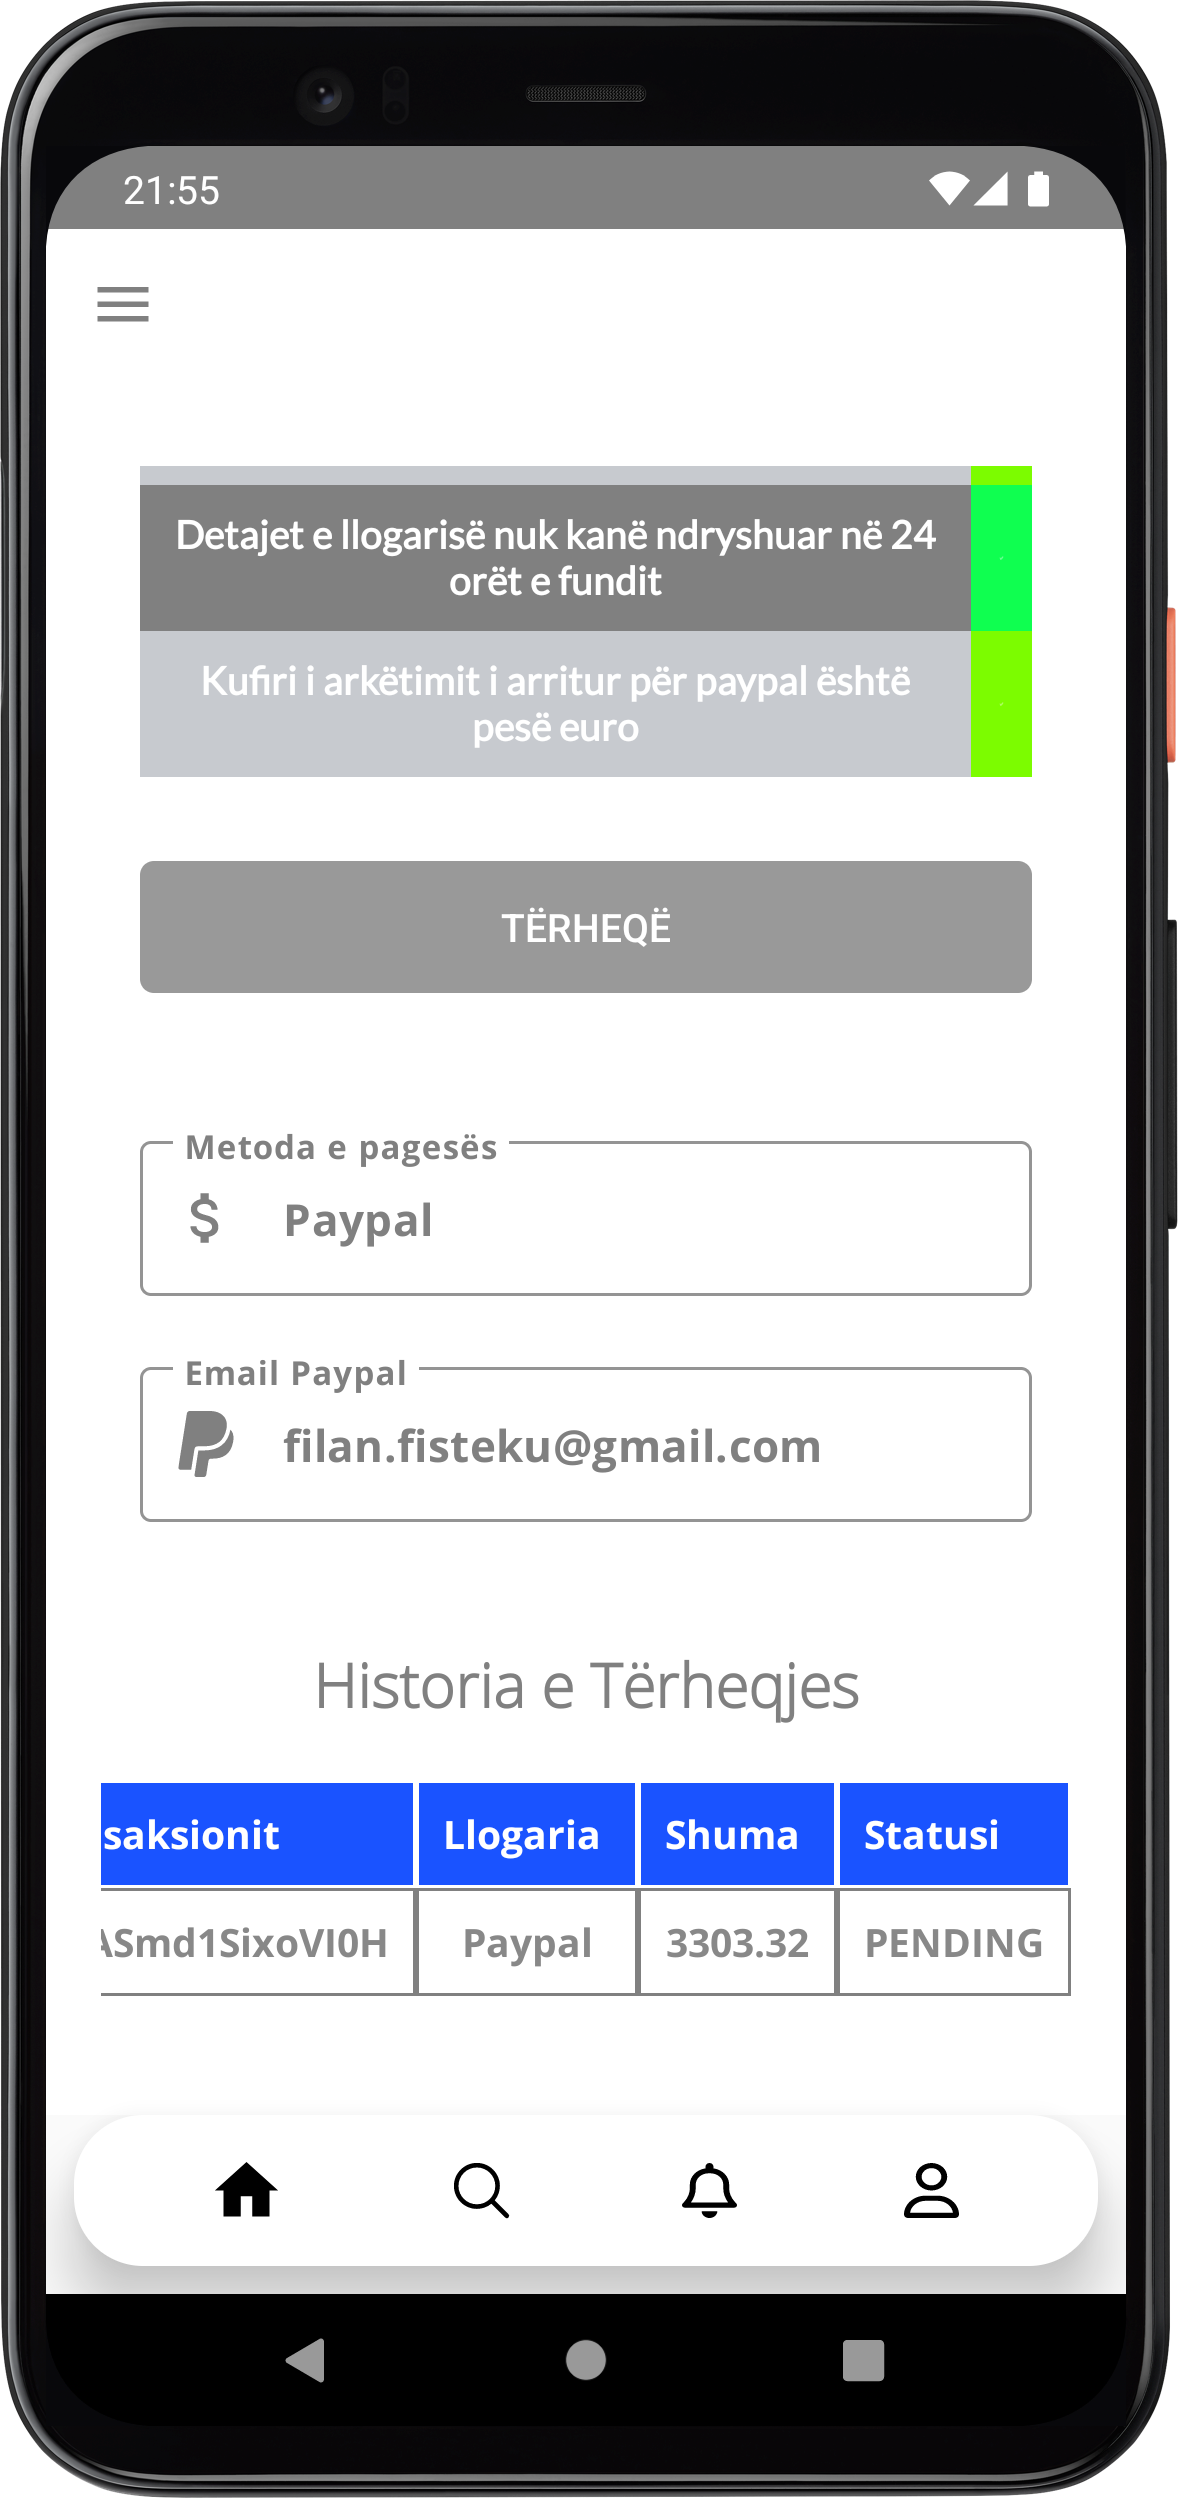 21:55
Detajet e llogarisë nuk kanë ndryshuar në 24
orët e fundit
Kufiri i arkëtimit i arritur për paypal është
pesë euro
TËRHEQË
Metoda e pagesës
$ Paypal
Email Paypal
filan.fisteku@gmail.com
Historia e Tërheqjes
saksionit Llogaria Shuma Statusi
ASmd1SixoVI0H Paypal 3303.32 PENDING